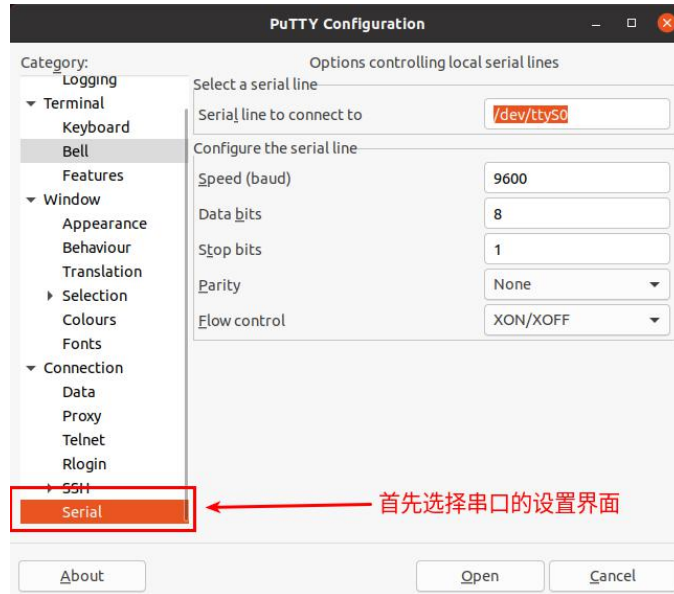 PuTTY Configuration
Category:
Logging
Terminal
Keyboard
Bell
Features
Window
Appearance
Behaviour
Translation
Selection
Colours
Fonts
Connection
Data
Proxy
Telnet
Rlogin
SSH
Serial
Options controlling local serial lines
Select a serial line
Serial line to connect to /dev/ttyS0
Configure the serial line
Speed (baud) 9600
Data bits 8
Stop bits 1
Parity None
Flow control XON/XOFF
首先选择串口的设置界面
About Open Cancel